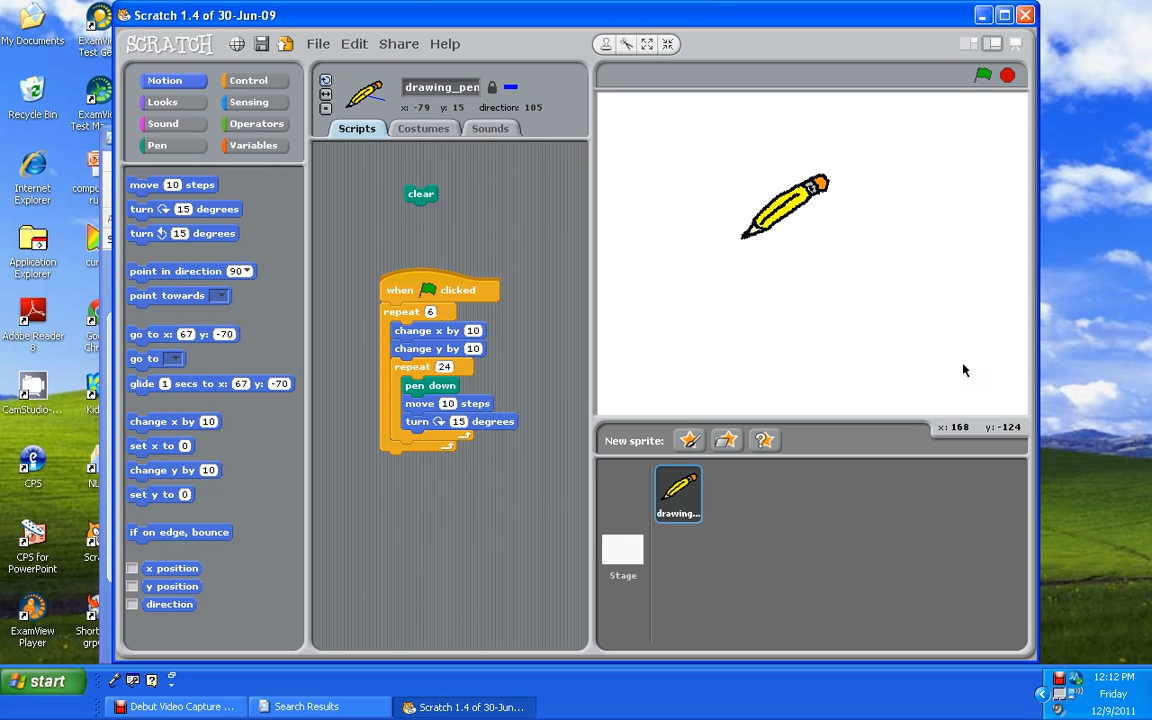 Scratch 1.4 of 30-Jun-09
SCRATCH
File Edit Share Help
My Documents
ExamView
Test Ge
Recycle Bin
ExamV
Test M
Internet
Explorer
Application
Explorer
Adobe Reader
CamStudio-...
CPS
CPS for
PowerPoint
ExamView
Player
Motion
Control
Looks
Sensing
Sound
Operators
Pen
Variables
move 10 steps
turn 15 degrees
turn 15 degrees
point in direction 90
point towards
go to x: 67 y: -70
go to
glide 1 secs to x: 67 y: -70
change x by 10
set x to 0
change y by 10
set y to 0
if on edge, bounce
x position
y position
direction
drawing_pen
x: -79 y: 15 direction: 105
Scripts
Costumes
Sounds
clear
when clicked
repeat 6
change x by 10
change y by 10
repeat 24
pen down
move 10 steps
turn 15 degrees
x: 168 y: -124
New sprite:
drawing...
Stage
start
Debut Video Capture ...
Search Results
Scratch 1.4 of 30-Jun...
12:12 PM
Friday
12/9/2011